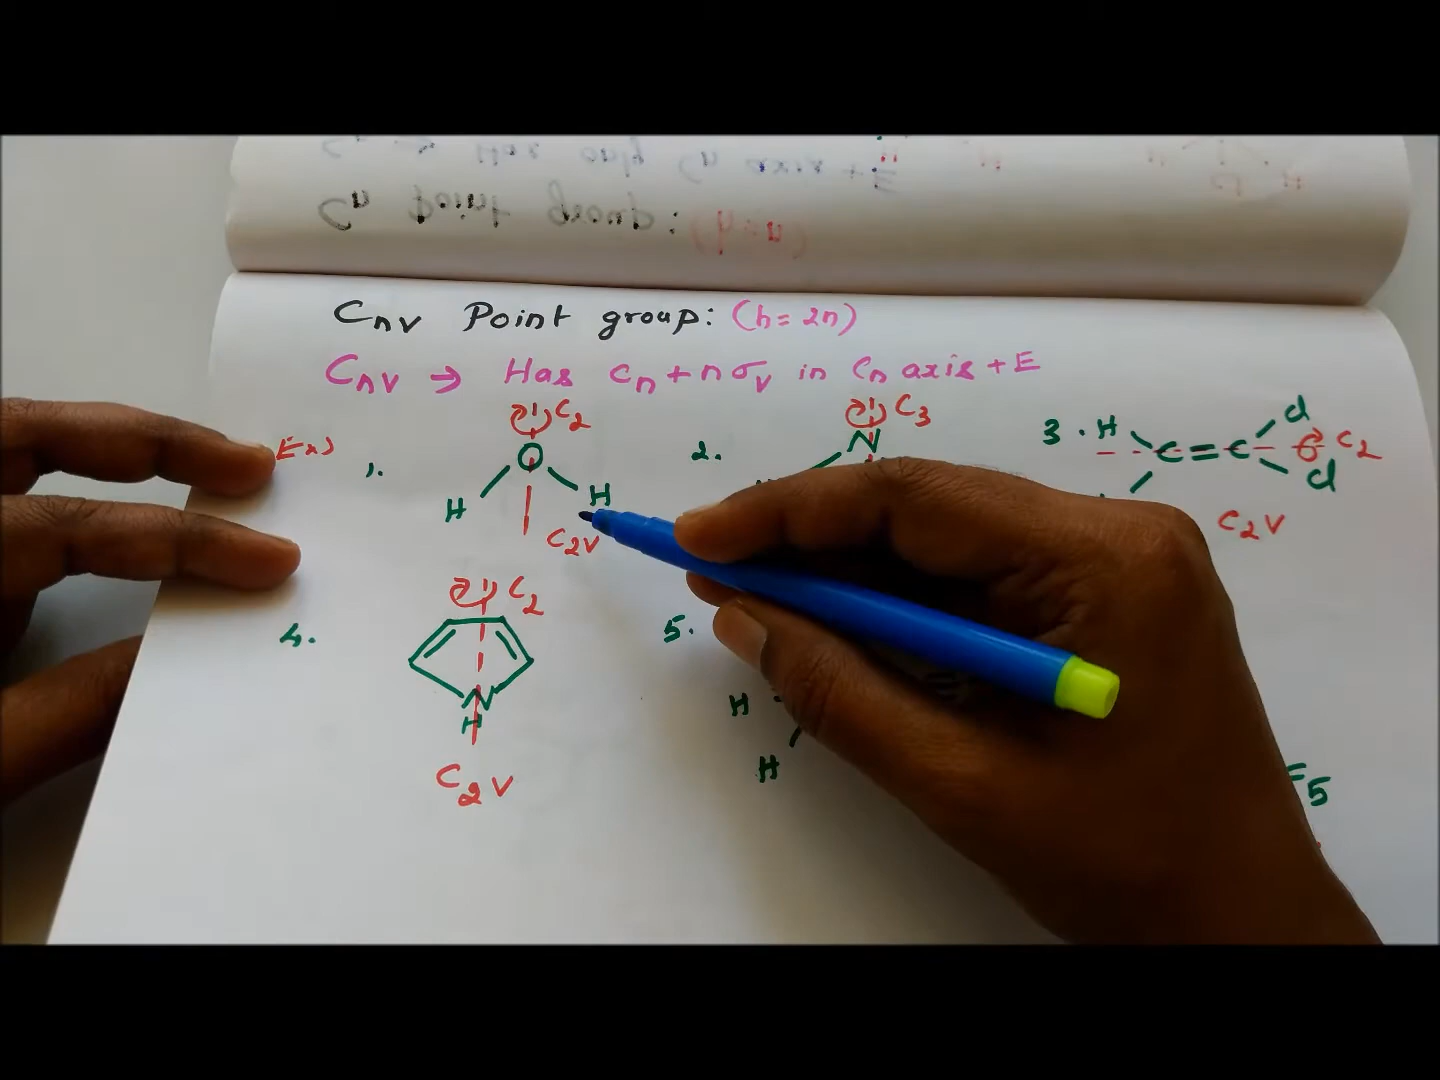 Cnv Point group: (h=2n)
Cnv → Has Cn + nσv in Cn axis + E
Ex)
1.
C2
O
H H
C2v
2.
C3
N
3.
H
C=C
Cl
Cl
C2
C2v
4.
C2
N
H
C2v
5.
H
H
5